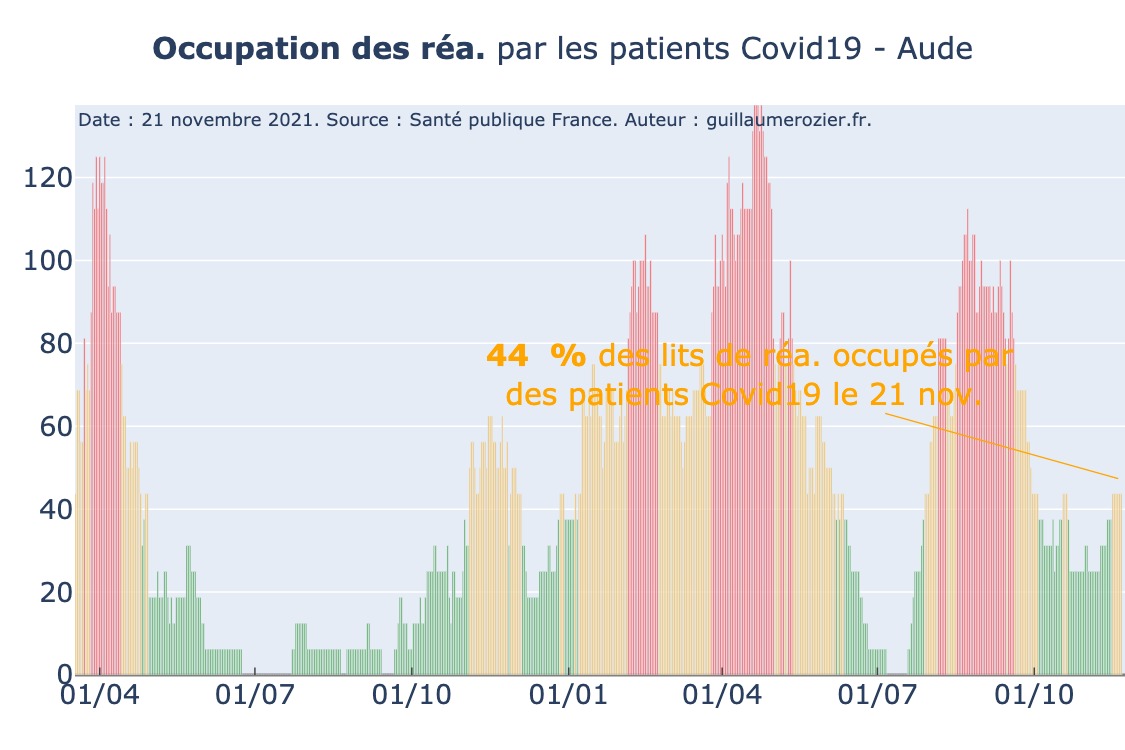 Occupation des réa. par les patients Covid19 - Aude
Date : 21 novembre 2021. Source : Santé publique France. Auteur : guillaumerozier.fr.
120
100
80
60
40
20
0
44 % des lits de réa. occupés par
des patients Covid19 le 21 nov.
01/04 01/07 01/10 01/01 01/04 01/07 01/10